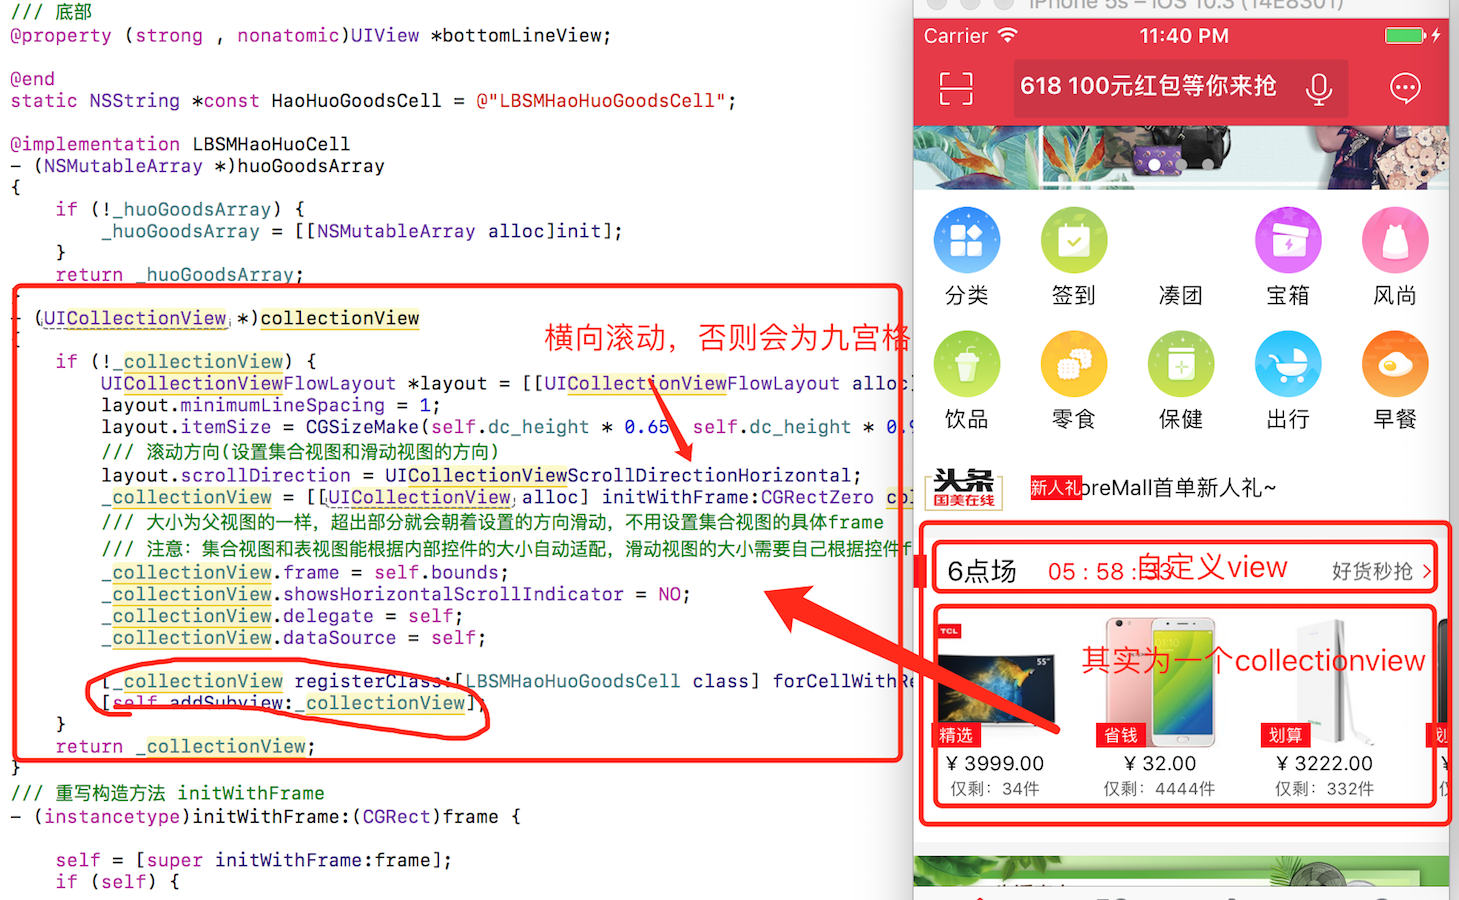 /// 底部
@property (strong , nonatomic)UIView *bottomLineView;
@end
static NSString *const HaoHuoGoodsCell = @"LBSMHaoHuoGoodsCell";
@implementation LBSMHaoHuoCell
- (NSMutableArray *)huoGoodsArray
{
if (!_huoGoodsArray) {
_huoGoodsArray = [[NSMutableArray alloc]init];
}
return _huoGoodsArray;
}
- (UICollectionView *)collectionView
{
横向滚动，否则会为九宫格
if (!_collectionView) {
UICollectionViewFlowLayout *layout = [[UICollectionViewFlowLayout alloc]
layout.minimumLineSpacing = 1;
layout.itemSize = CGSizeMake(self.dc_height * 0.65, self.dc_height * 0.9
/// 滚动方向(设置集合视图和滑动视图的方向)
layout.scrollDirection = UICollectionViewScrollDirectionHorizontal;
_collectionView = [[UICollectionView alloc] initWithFrame:CGRectZero col
/// 大小为父视图的一样，超出部分就会朝着设置的方向滑动，不用设置集合视图的具体frame
/// 注意：集合视图和表视图能根据内部控件的大小自动适配，滑动视图的大小需要自己根据控件f
_collectionView.frame = self.bounds;
_collectionView.showsHorizontalScrollIndicator = NO;
_collectionView.delegate = self;
_collectionView.dataSource = self;
[_collectionView registerClass:[LBSMHaoHuoGoodsCell class] forCellWithRe
[self addSubview:_collectionView];
}
return _collectionView;
}
/// 重写构造方法 initWithFrame
- (instancetype)initWithFrame:(CGRect)frame {
self = [super initWithFrame:frame];
if (self) {
iPhone 5s – iOS 10.3 (14E8301)
Carrier 11:40 PM
618 100元红包等你来抢
分类 签到 凑团 宝箱 风尚
饮品 零食 保健 出行 早餐
头条
国美在线
新人礼 oreMall首单新人礼~
6点场 05 : 58 : 33 好货秒抢
自定义view
TCL
55"
其实为一个collectionview
精选 省钱 划算 划
¥ 3999.00 ¥ 32.00 ¥ 3222.00 ¥
仅剩：34件 仅剩：4444件 仅剩：332件 仅